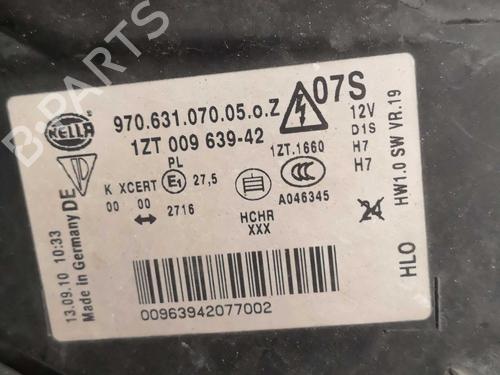 HELLA
970.631.070.05.o.Z
07S
1ZT 009 639-42
12V
D1S
H7
H7
PL
1ZT.1660
K XCERT E1 27,5
CCC
A046345
00 00 2716
HCHR
XXX
24
DE
13.09.10 10:33
Made in Germany
HLO
HW1.0 SW VR.19
00963942077002